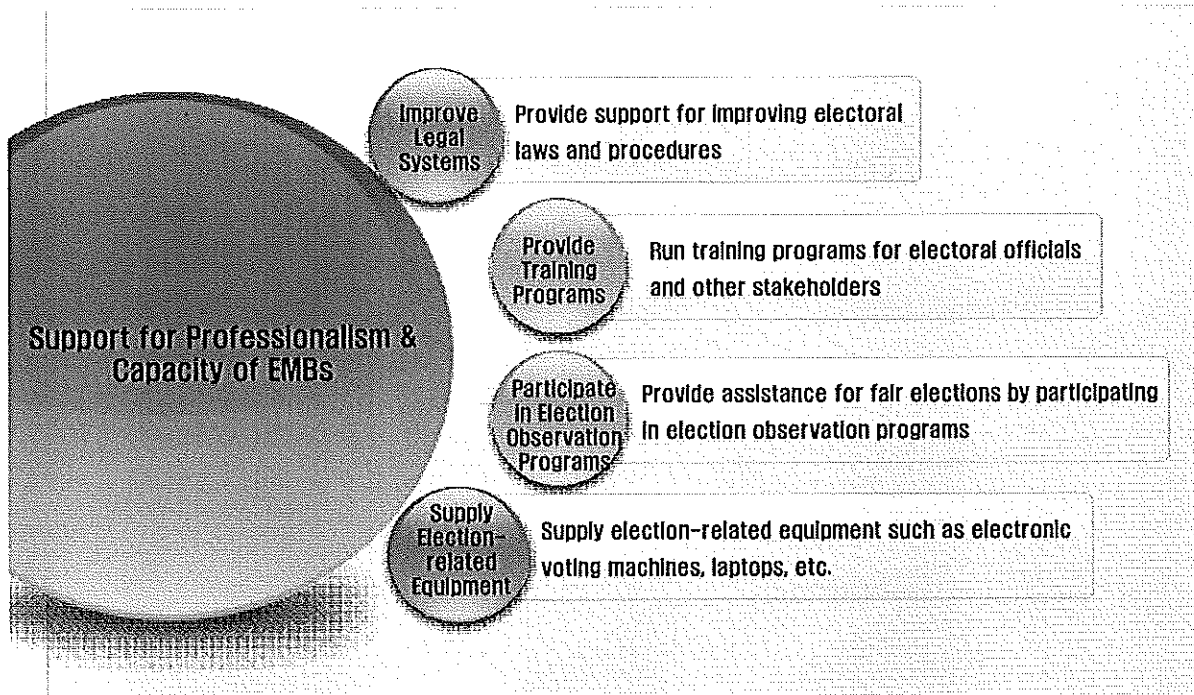 Support for Professionalism &
Capacity of EMBs
Improve
Legal
Systems
Provide support for improving electoral
laws and procedures
Provide
Training
Programs
Run training programs for electoral officials
and other stakeholders
Participate
in Election
Observation
Programs
Provide assistance for fair elections by participating
in election observation programs
Supply
Election-
related
Equipment
Supply election-related equipment such as electronic
voting machines, laptops, etc.